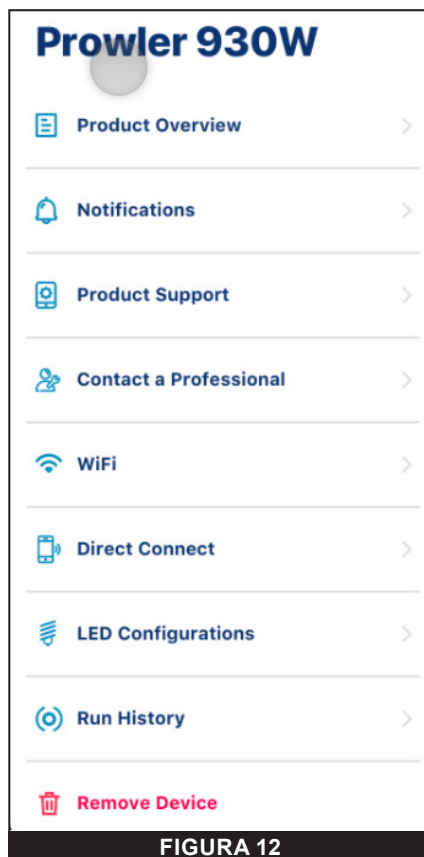 Prowler 930W
Product Overview
Notifications
Product Support
Contact a Professional
WiFi
Direct Connect
LED Configurations
Run History
Remove Device
FIGURA 12